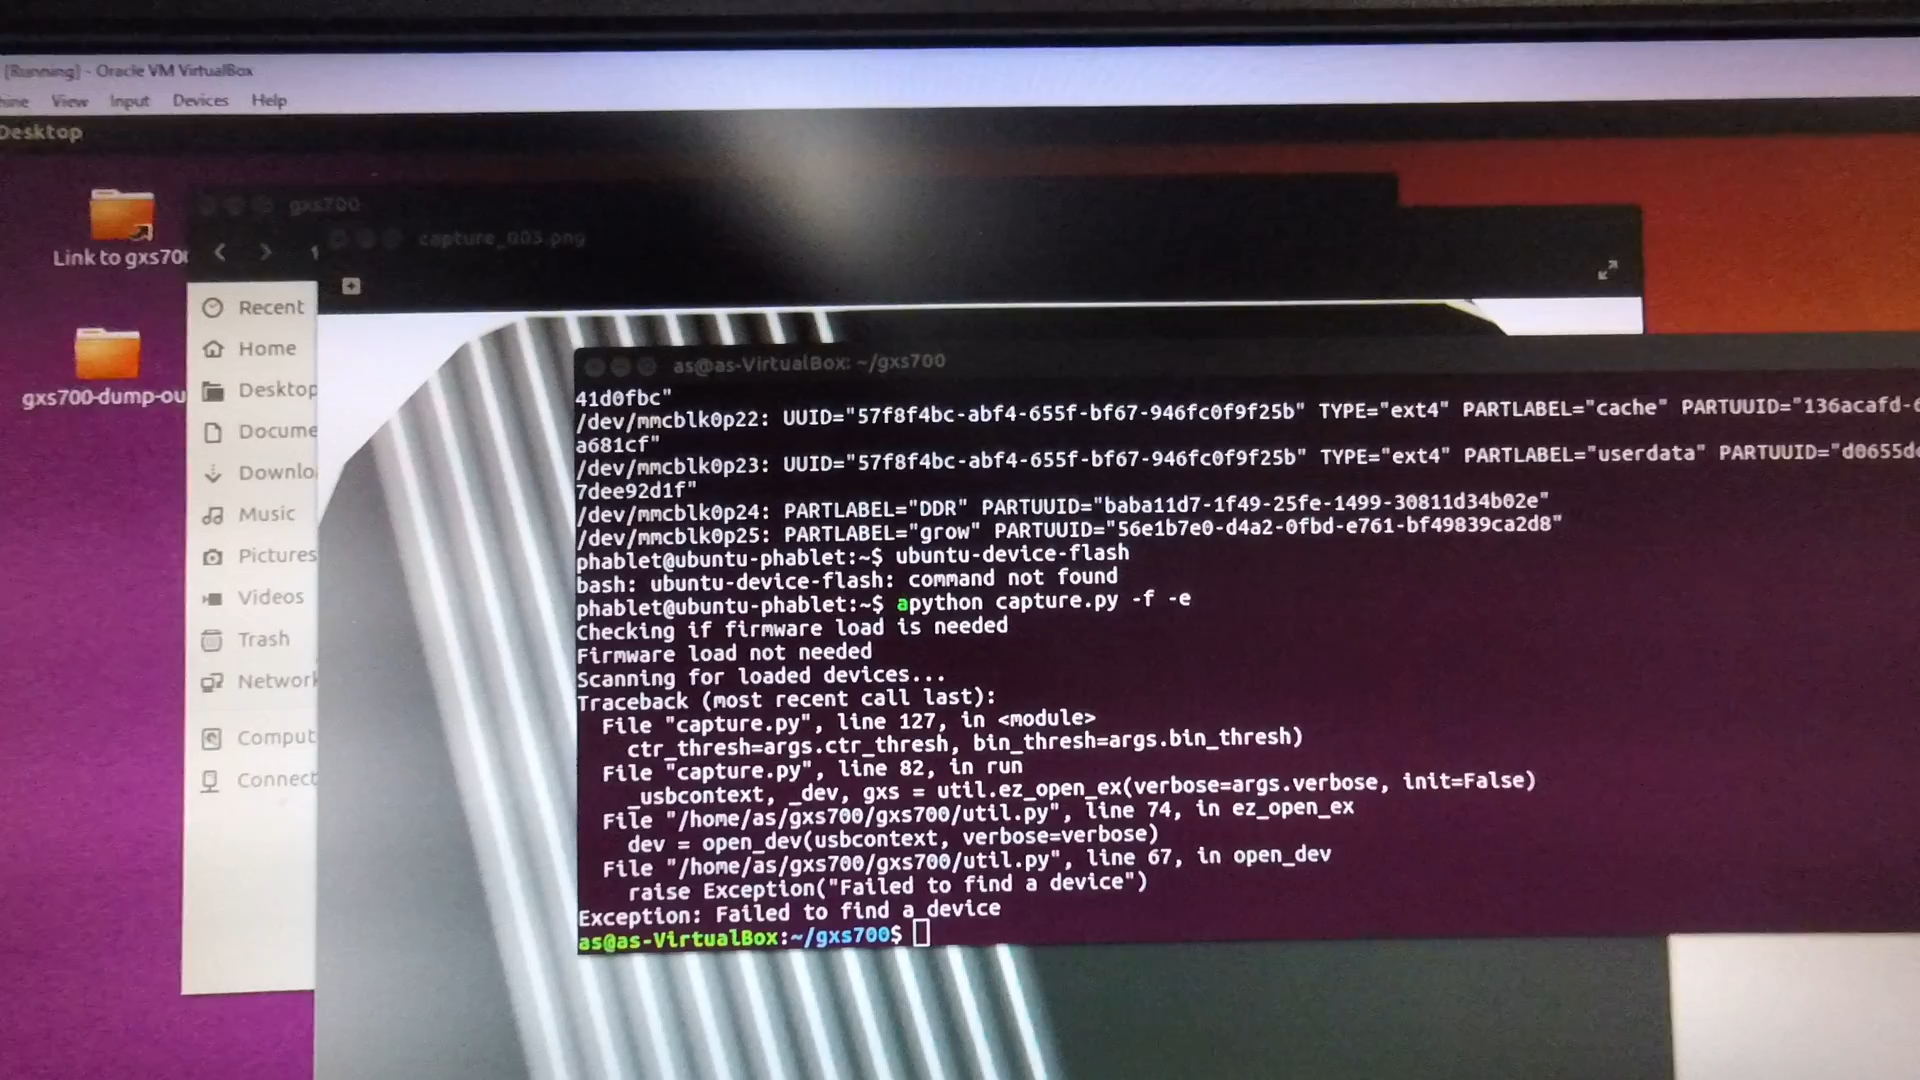 [Running] - Oracle VM VirtualBox
View Input Devices Help
Desktop
Link to gxs700
gxs700-dump-ou
gxs700
capture_003.png
Recent
Home
Desktop
Docume
Downlo
Music
Pictures
Videos
Trash
Network
Comput
Connect
as@as-VirtualBox: ~/gxs700
41d0fbc"
/dev/mmcblk0p22: UUID="57f8f4bc-abf4-655f-bf67-946fc0f9f25b" TYPE="ext4" PARTLABEL="cache" PARTUUID="136acafd-6
a681cf"
/dev/mmcblk0p23: UUID="57f8f4bc-abf4-655f-bf67-946fc0f9f25b" TYPE="ext4" PARTLABEL="userdata" PARTUUID="d0655d
7dee92d1f"
/dev/mmcblk0p24: PARTLABEL="DDR" PARTUUID="baba11d7-1f49-25fe-1499-30811d34b02e"
/dev/mmcblk0p25: PARTLABEL="grow" PARTUUID="56e1b7e0-d4a2-0fbd-e761-bf49839ca2d8"
phablet@ubuntu-phablet:~$ ubuntu-device-flash
bash: ubuntu-device-flash: command not found
phablet@ubuntu-phablet:~$ apython capture.py -f -e
Checking if firmware load is needed
Firmware load not needed
Scanning for loaded devices...
Traceback (most recent call last):
File "capture.py", line 127, in <module>
ctr_thresh=args.ctr_thresh, bin_thresh=args.bin_thresh)
File "capture.py", line 82, in run
_usbcontext, _dev, gxs = util.ez_open_ex(verbose=args.verbose, init=False)
File "/home/as/gxs700/gxs700/util.py", line 74, in ez_open_ex
dev = open_dev(usbcontext, verbose=verbose)
File "/home/as/gxs700/gxs700/util.py", line 67, in open_dev
raise Exception("Failed to find a device")
Exception: Failed to find a device
as@as-VirtualBox:~/gxs700$